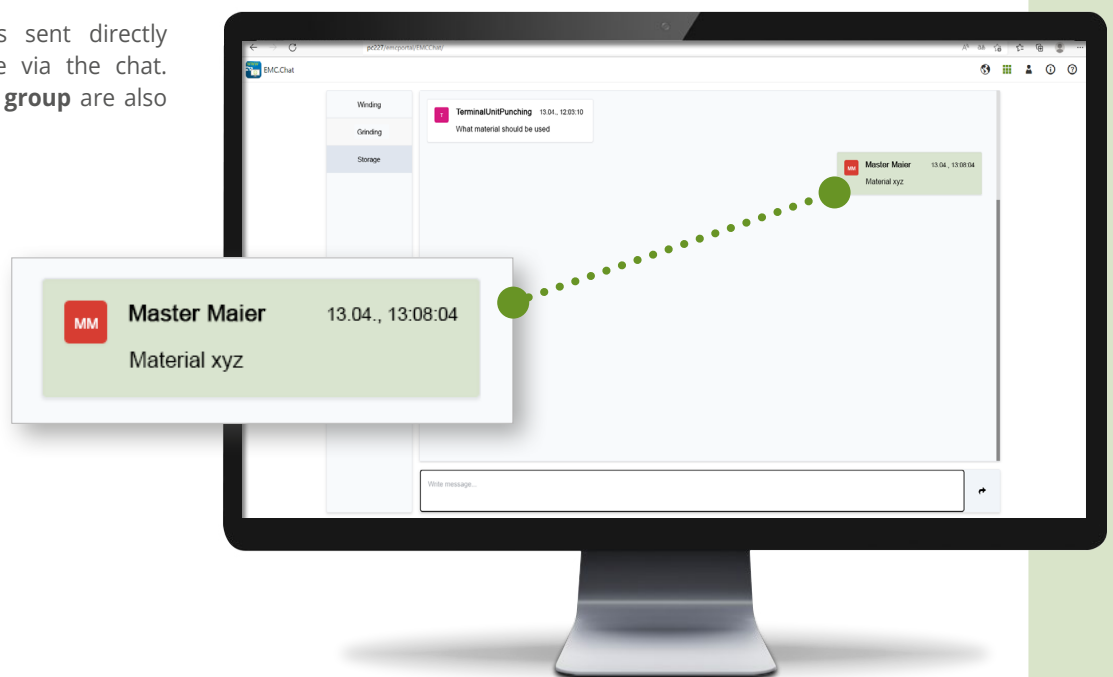 s sent directly
e via the chat.
group are also
pc227/emcportal/EMCChat/
EMC.Chat
Winding
Grinding
Storage
T
TerminalUnitPunching 13.04., 12:03:10
What material should be used
MM
Master Maier 13.04., 13:08:04
Material xyz
MM
Master Maier 13.04., 13:08:04
Material xyz
Write message...